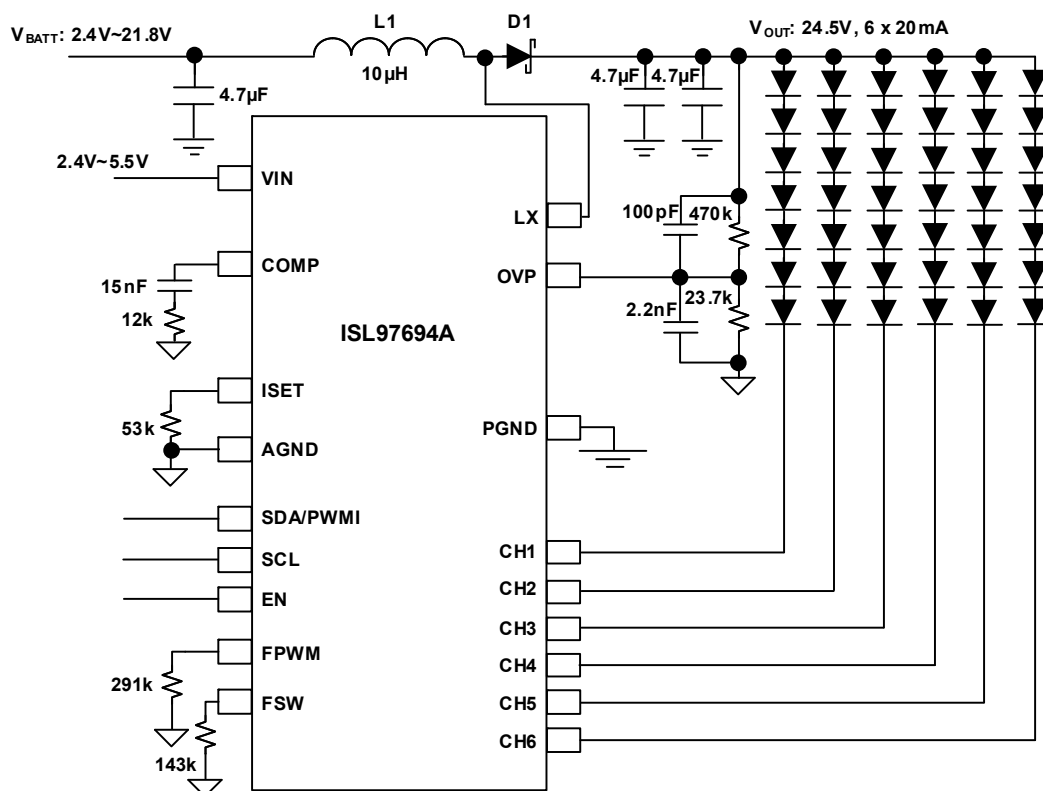 L1
D1
VBATT: 2.4V~21.8V
VOUT: 24.5V, 6 x 20mA
10µH
4.7µF
4.7µF 4.7µF
2.4V~5.5V
VIN
LX
100pF 470k
COMP
OVP
15nF
12k
2.2nF 23.7k
ISL97694A
ISET
53k
AGND
PGND
SDA/PWMI
SCL
EN
CH1
CH2
CH3
FPWM
CH4
291k
FSW
CH5
CH6
143k